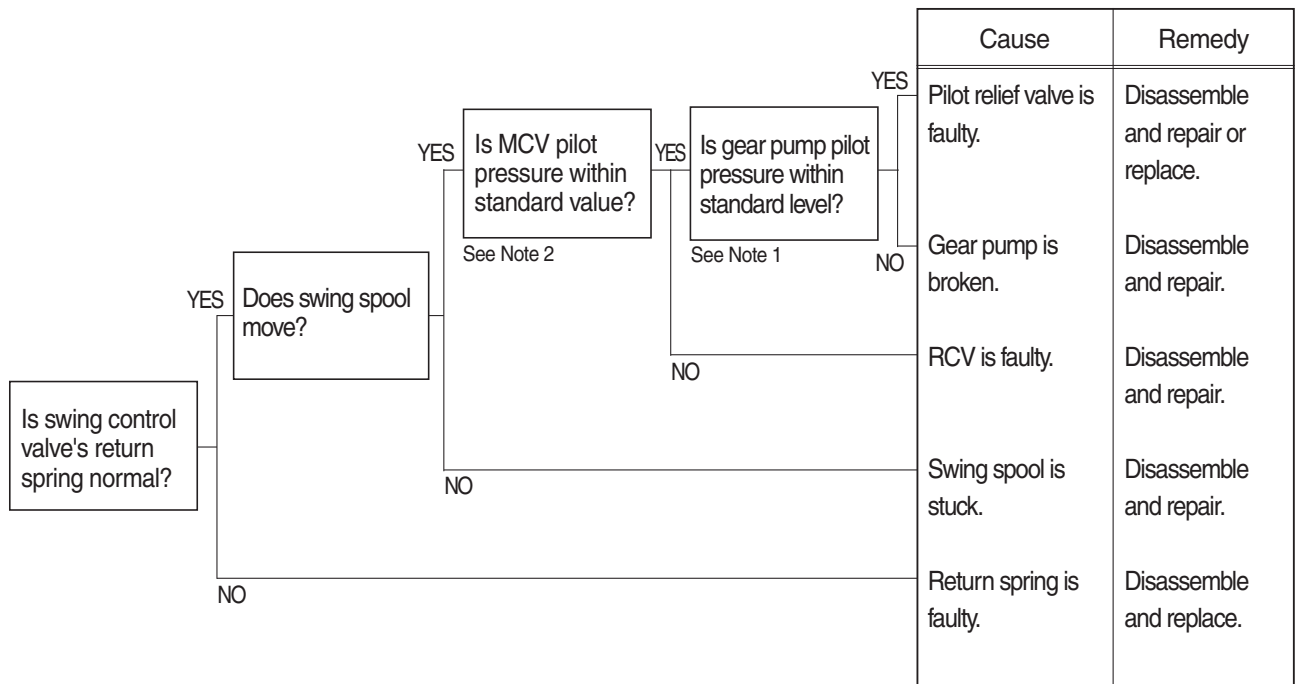 Cause
Remedy
YES
Pilot relief valve is
faulty.
Disassemble
and repair or
replace.
YES
Is MCV pilot
pressure within
standard value?
See Note 2
YES
Is gear pump pilot
pressure within
standard level?
See Note 1
NO
Gear pump is
broken.
Disassemble
and repair.
YES
Does swing spool
move?
NO
RCV is faulty.
Disassemble
and repair.
Is swing control
valve's return
spring normal?
NO
Swing spool is
stuck.
Disassemble
and repair.
NO
Return spring is
faulty.
Disassemble
and replace.